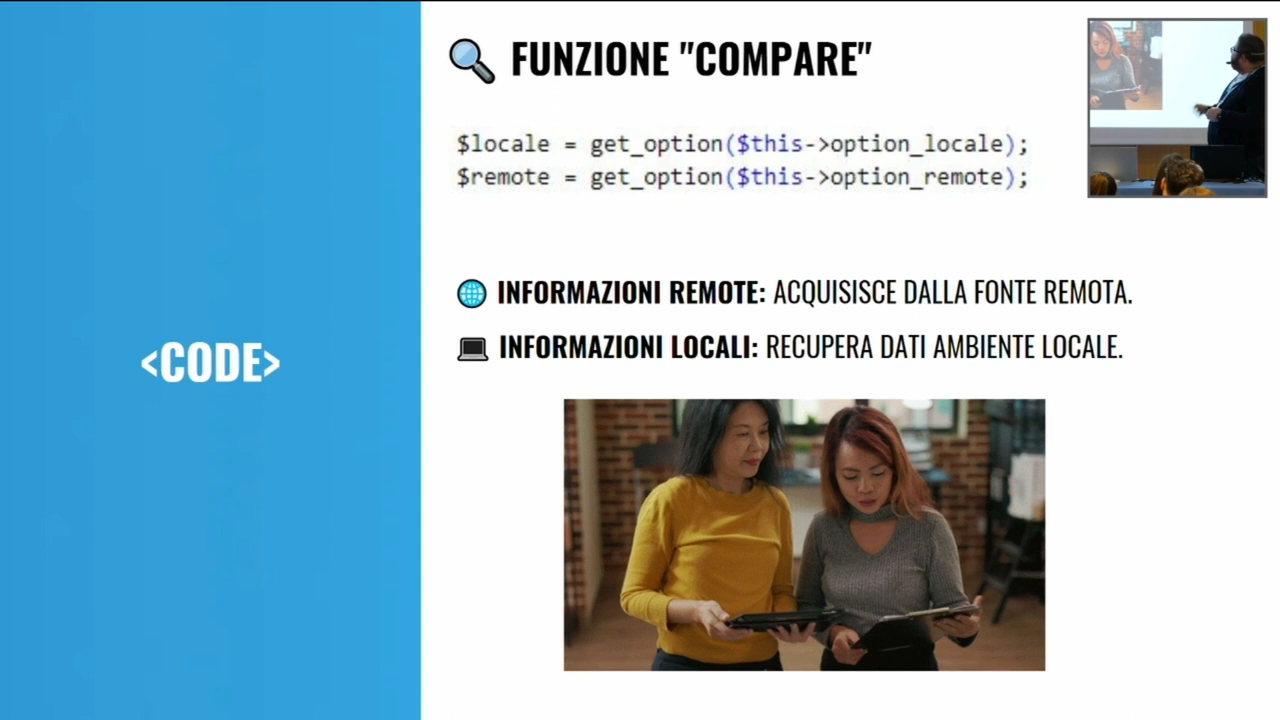 <CODE>
FUNZIONE "COMPARE"
$locale = get_option($this->option_locale);
$remote = get_option($this->option_remote);
INFORMAZIONI REMOTE: ACQUISISCE DALLA FONTE REMOTA.
INFORMAZIONI LOCALI: RECUPERA DATI AMBIENTE LOCALE.